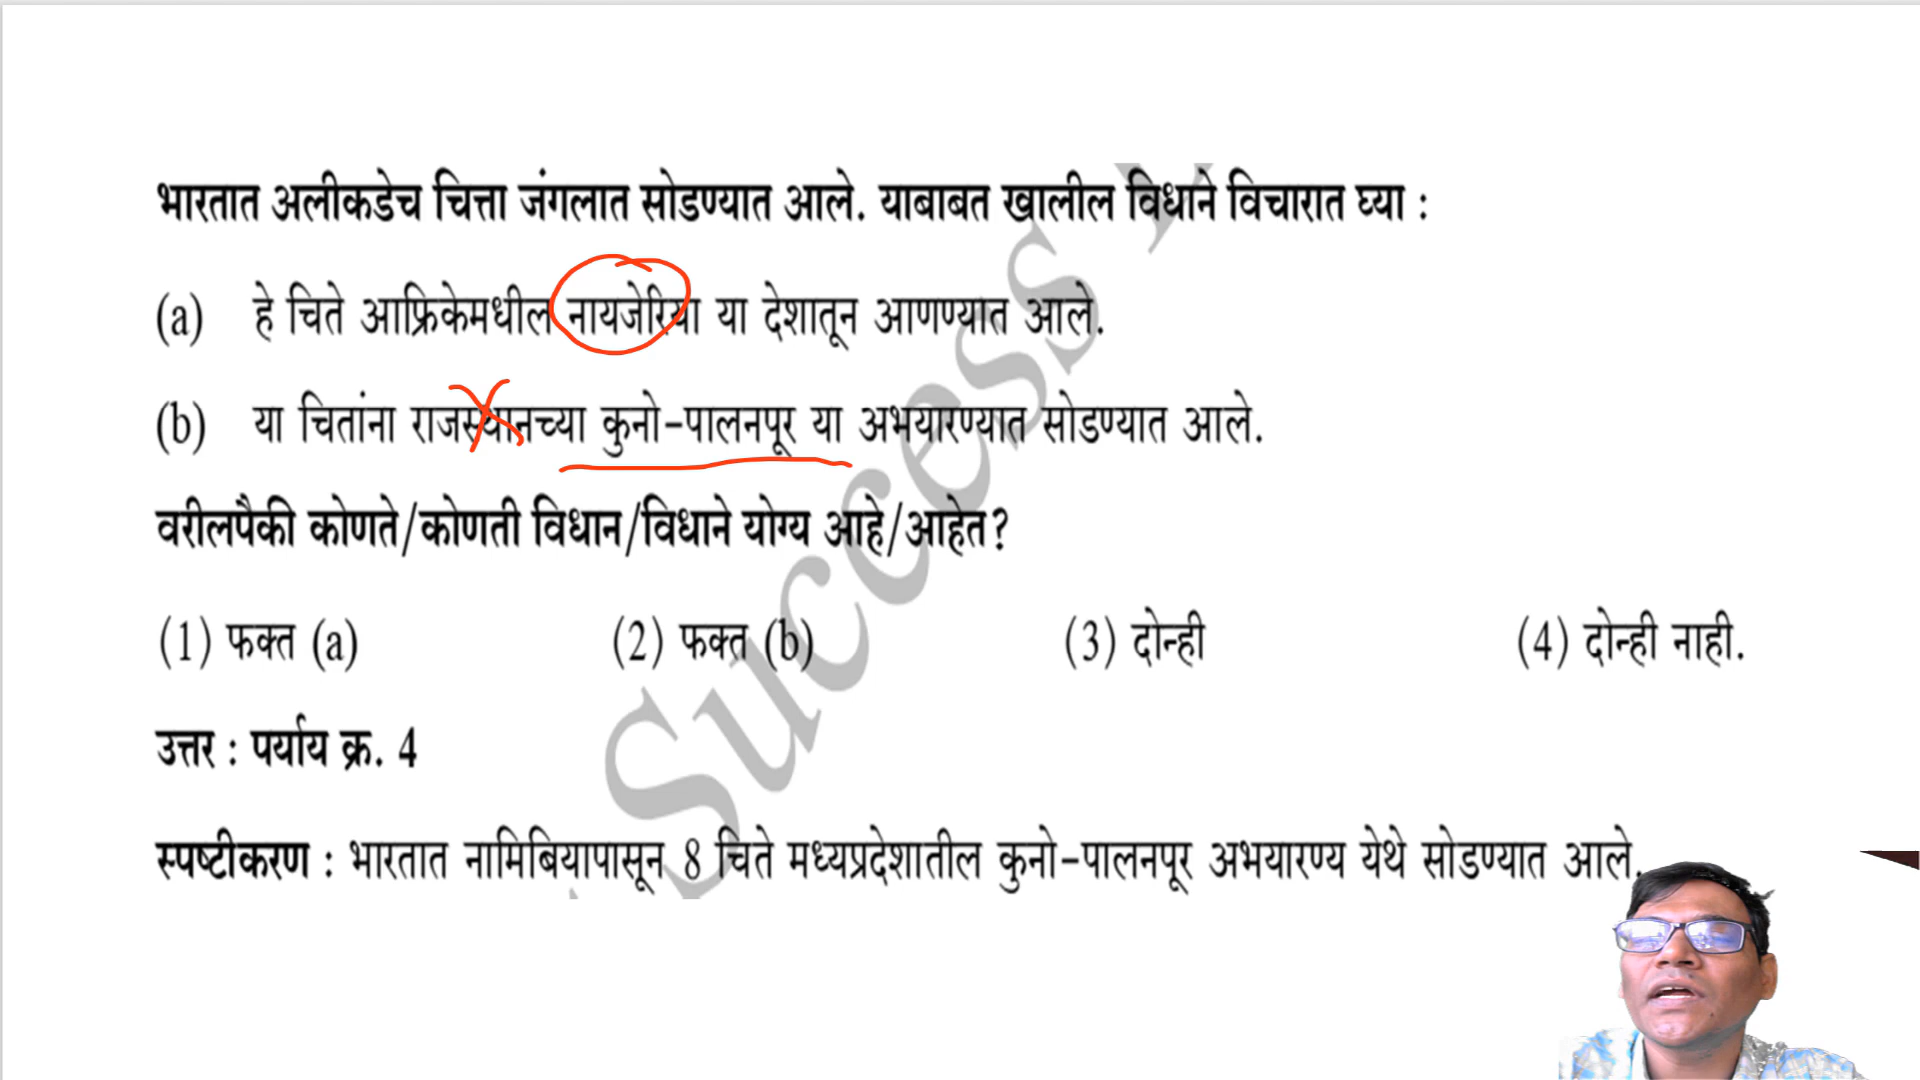 भारतात अलीकडेच चित्ता जंगलात सोडण्यात आले. याबाबत खालील विधाने विचारात घ्या :
(a) हे चिते आफ्रिकेमधील नायजेरिया या देशातून आणण्यात आले.
(b) या चितांना राजस्थानच्या कुनो-पालनपूर या अभयारण्यात सोडण्यात आले.
वरीलपैकी कोणते/कोणती विधान/विधाने योग्य आहे/आहेत?
(1) फक्त (a) (2) फक्त (b) (3) दोन्ही (4) दोन्ही नाही.
उत्तर : पर्याय क्र. 4
स्पष्टीकरण : भारतात नामिबियापासून 8 चिते मध्यप्रदेशातील कुनो-पालनपूर अभयारण्य येथे सोडण्यात आले.
Success